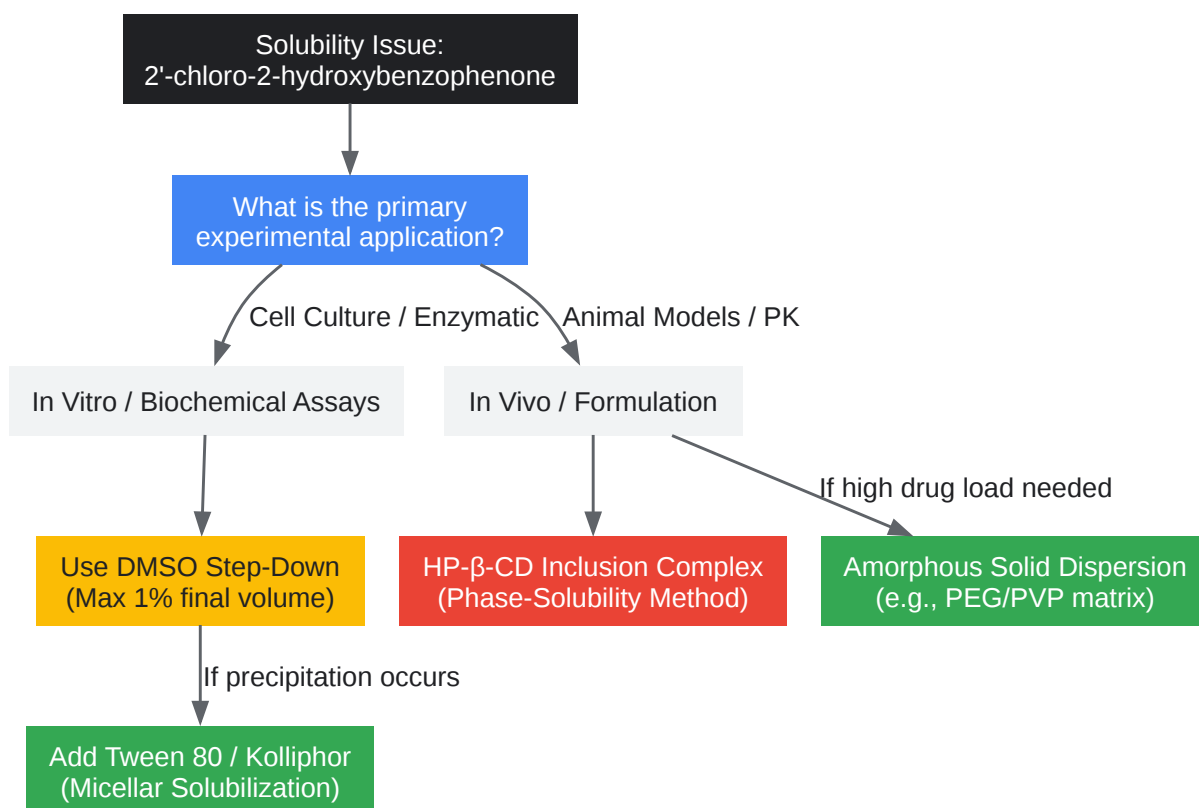 Solubility Issue:
2'-chloro-2-hydroxybenzophenone
What is the primary
experimental application?
Cell Culture / Enzymatic
Animal Models / PK
In Vitro / Biochemical Assays
In Vivo / Formulation
If high drug load needed
Use DMSO Step-Down
(Max 1% final volume)
HP-β-CD Inclusion Complex
(Phase-Solubility Method)
Amorphous Solid Dispersion
(e.g., PEG/PVP matrix)
If precipitation occurs
Add Tween 80 / Kolliphor
(Micellar Solubilization)